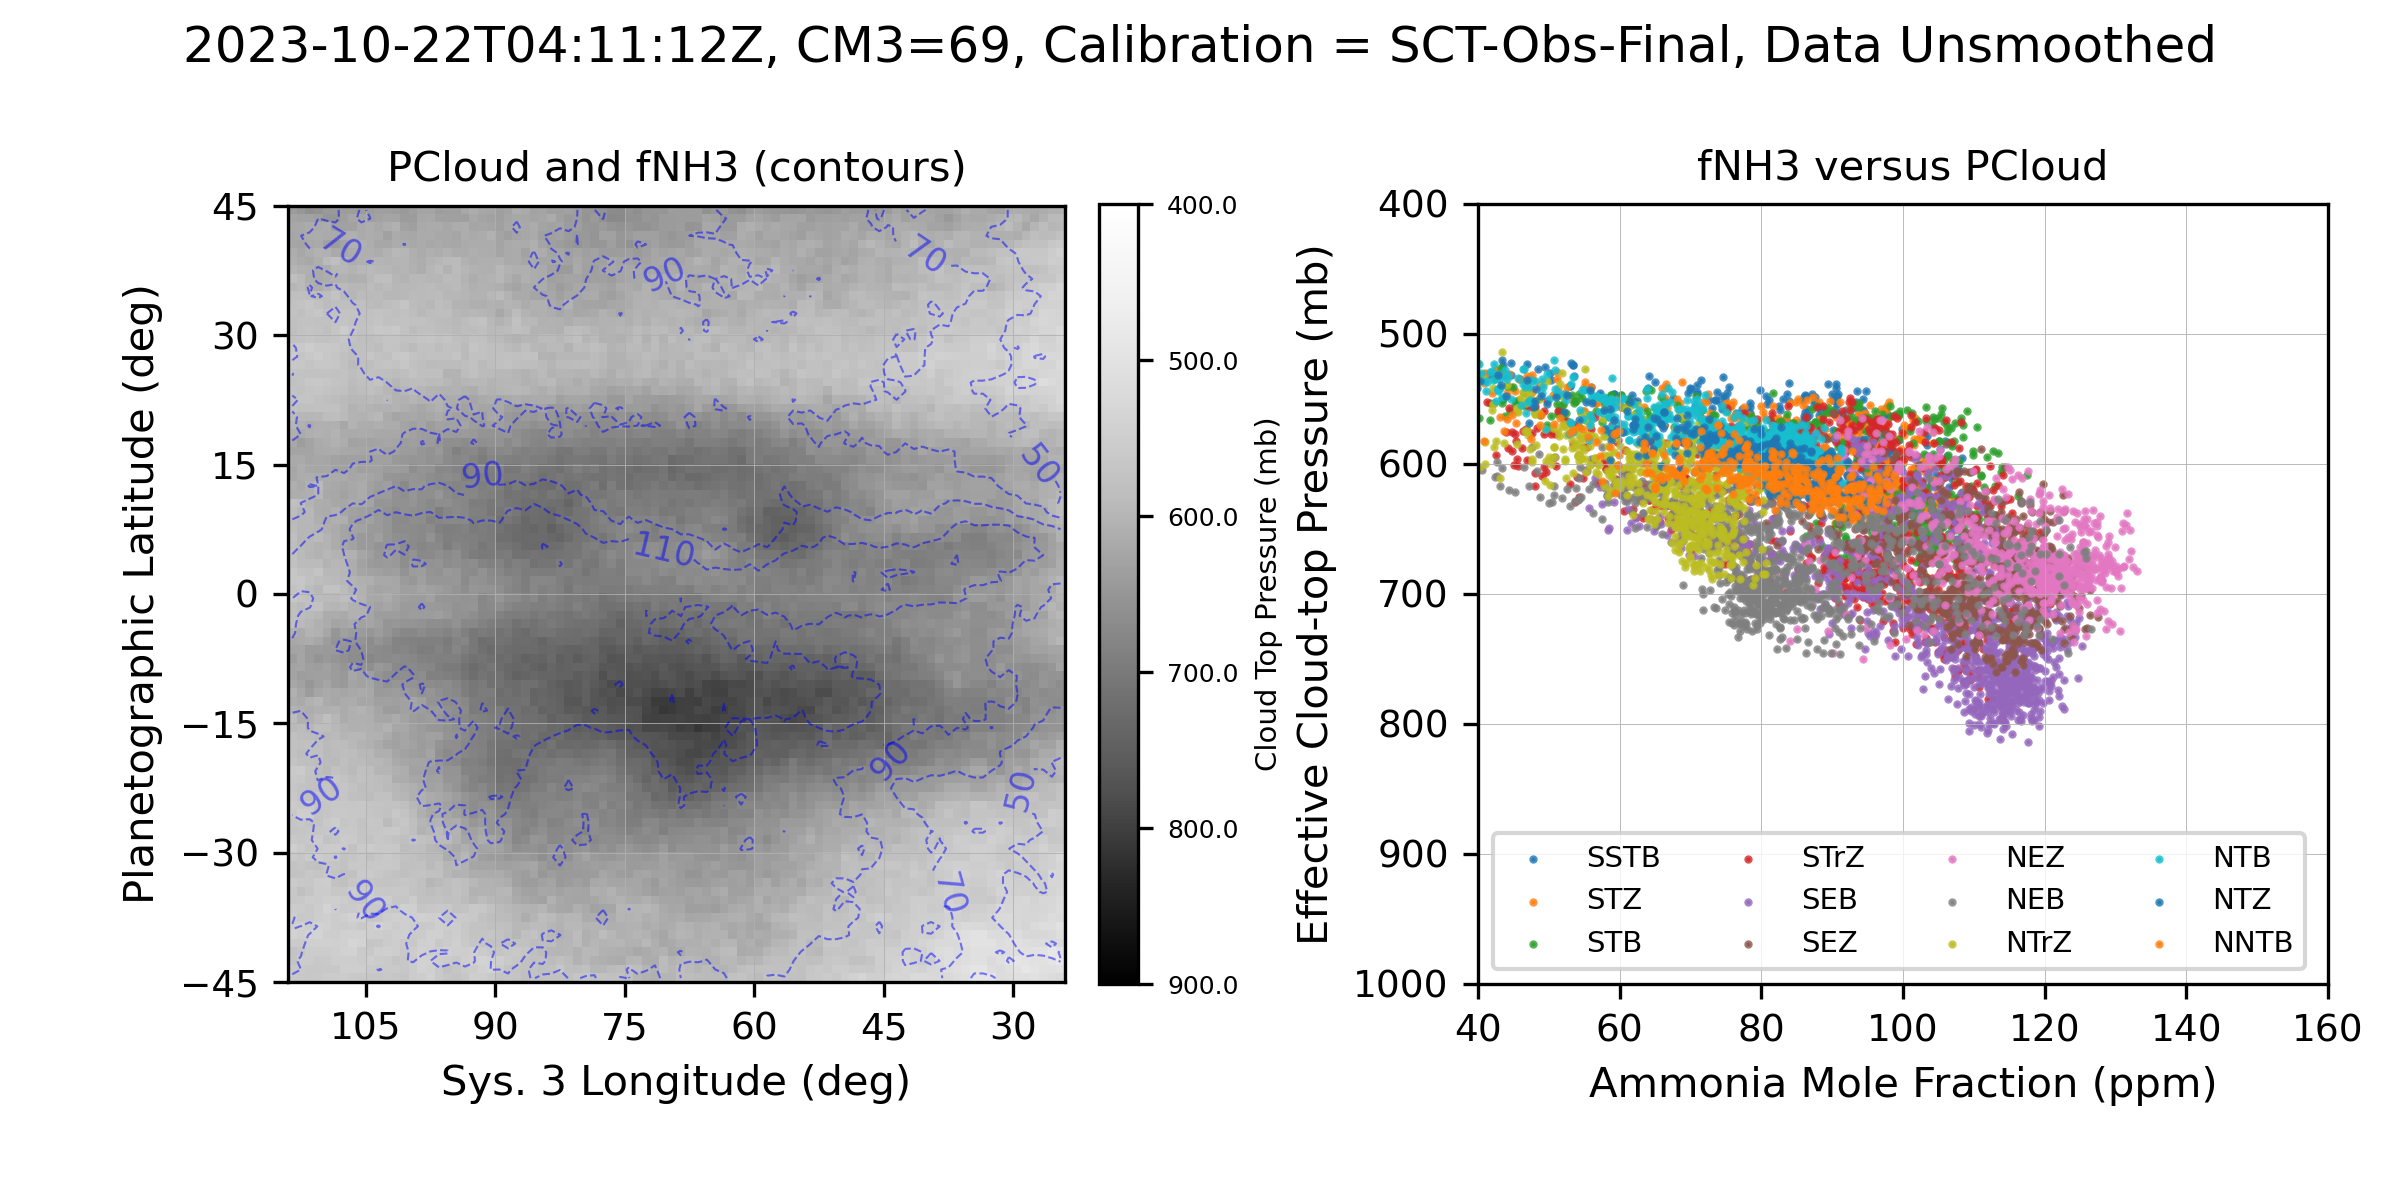 2023-10-22T04:11:12Z, CM3=69, Calibration = SCT-Obs-Final, Data Unsmoothed
PCloud and fNH3 (contours)
45
30
15
0
−15
−30
−45
Planetographic Latitude (deg)
105
90
75
60
45
30
Sys. 3 Longitude (deg)
70
90
70
90
50
110
90
90
50
90
70
400.0
500.0
600.0
700.0
800.0
900.0
Cloud Top Pressure (mb)
fNH3 versus PCloud
400
500
600
700
800
900
1000
Effective Cloud-top Pressure (mb)
SSTB
STZ
STB
STrZ
SEB
SEZ
NEZ
NEB
NTrZ
NTB
NTZ
NNTB
40
60
80
100
120
140
160
Ammonia Mole Fraction (ppm)